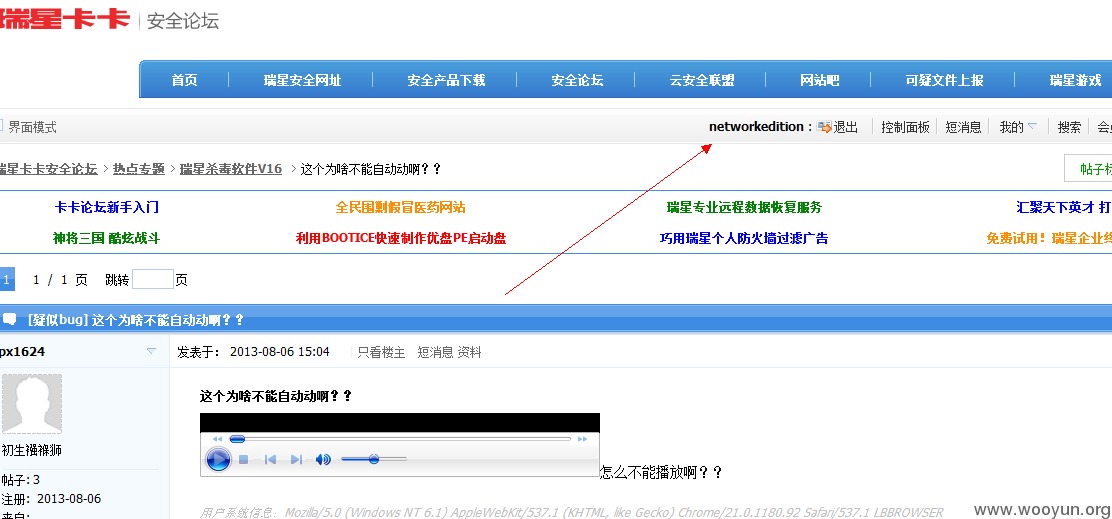 瑞星卡卡 安全论坛
首页 瑞星安全网址 安全产品下载 安全论坛 云安全联盟 网站吧 可疑文件上报 瑞星游戏
界面模式 networkedition：退出 控制面板 短消息 我的 搜索
瑞星卡卡安全论坛 > 热点专题 > 瑞星杀毒软件V16 > 这个为啥不能自动动啊？？ 帖子标
卡卡论坛新手入门 全民围剿假冒医药网站 瑞星专业远程数据恢复服务 汇聚天下英才 打
神将三国 酷炫战斗 利用BOOTICE快速制作优盘PE启动盘 巧用瑞星个人防火墙过滤广告 免费试用！瑞星企业终
1 1 / 1 页 跳转 页
[疑似bug] 这个为啥不能自动动啊？？
px1624 发表于： 2013-08-06 15:04 只看楼主 短消息 资料
这个为啥不能自动动啊？？
初生襁褓狮
怎么不能播放啊？？
帖子: 3
注册: 2013-08-06
来自:
用户系统信息：Mozilla/5.0 (Windows NT 6.1) AppleWebKit/537.1 (KHTML, like Gecko) Chrome/21.0.1180.92 Safari/537.1 LBBROWSER
www.wooyun.org